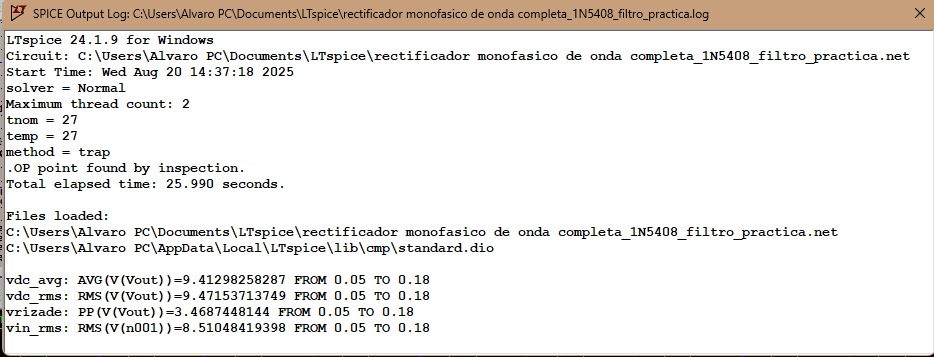 SPICE Output Log: C:\Users\Alvaro PC\Documents\LTspice\rectificador monofasico de onda completa_1N5408_filtro_practica.log
LTspice 24.1.9 for Windows
Circuit: C:\Users\Alvaro PC\Documents\LTspice\rectificador monofasico de onda completa_1N5408_filtro_practica.net
Start Time: Wed Aug 20 14:37:18 2025
solver = Normal
Maximum thread count: 2
tnom = 27
temp = 27
method = trap
.OP point found by inspection.
Total elapsed time: 25.990 seconds.
Files loaded:
C:\Users\Alvaro PC\Documents\LTspice\rectificador monofasico de onda completa_1N5408_filtro_practica.net
C:\Users\Alvaro PC\AppData\Local\LTspice\lib\cmp\standard.dio
vdc_avg: AVG(V(Vout))=9.41298258287 FROM 0.05 TO 0.18
vdc_rms: RMS(V(Vout))=9.47153713749 FROM 0.05 TO 0.18
vrizade: PP(V(Vout))=3.4687448144 FROM 0.05 TO 0.18
vin_rms: RMS(V(n001))=8.51048419398 FROM 0.05 TO 0.18